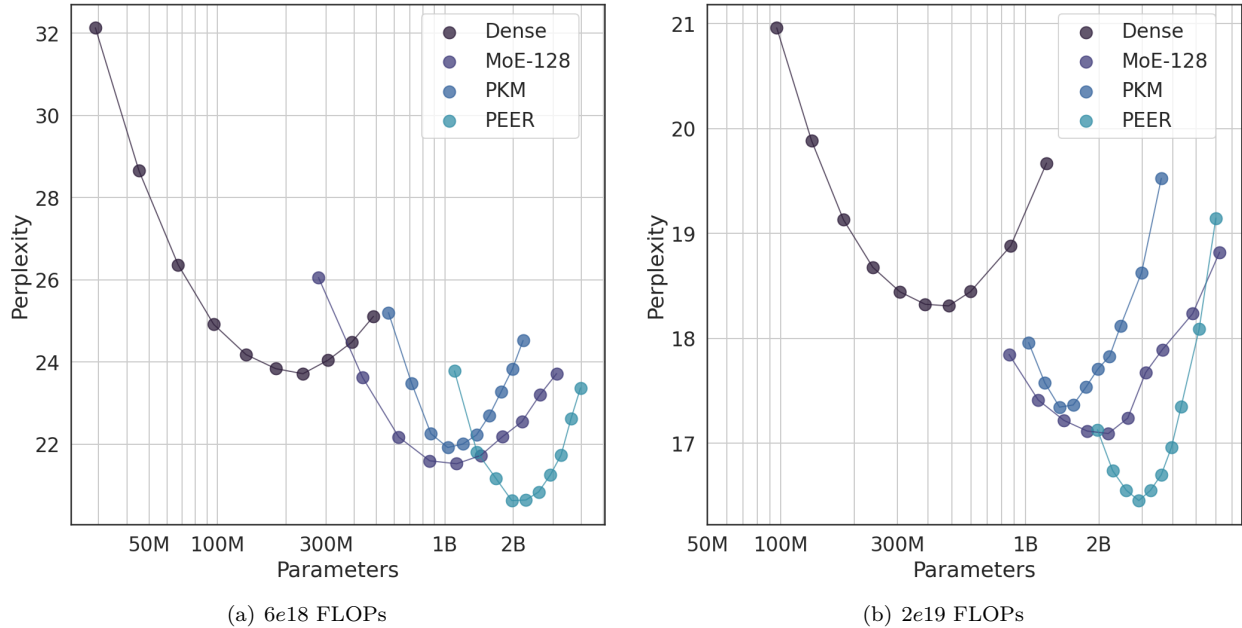 32
30
28
26
24
22
Perplexity
Dense
MoE-128
PKM
PEER
50M 100M 300M 1B 2B
Parameters
(a) 6e18 FLOPs
21
20
19
18
17
Perplexity
Dense
MoE-128
PKM
PEER
50M 100M 300M 1B 2B
Parameters
(b) 2e19 FLOPs